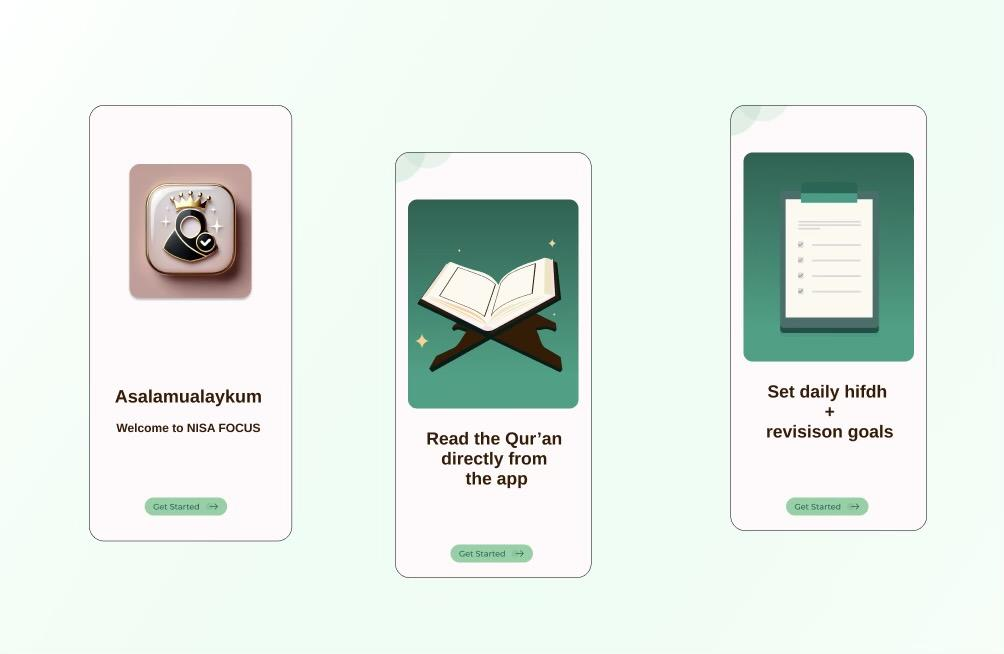 Asalamualaykum
Welcome to NISA FOCUS
Get Started
Read the Qur’an
directly from
the app
Get Started
Set daily hifdh
+
revisison goals
Get Started